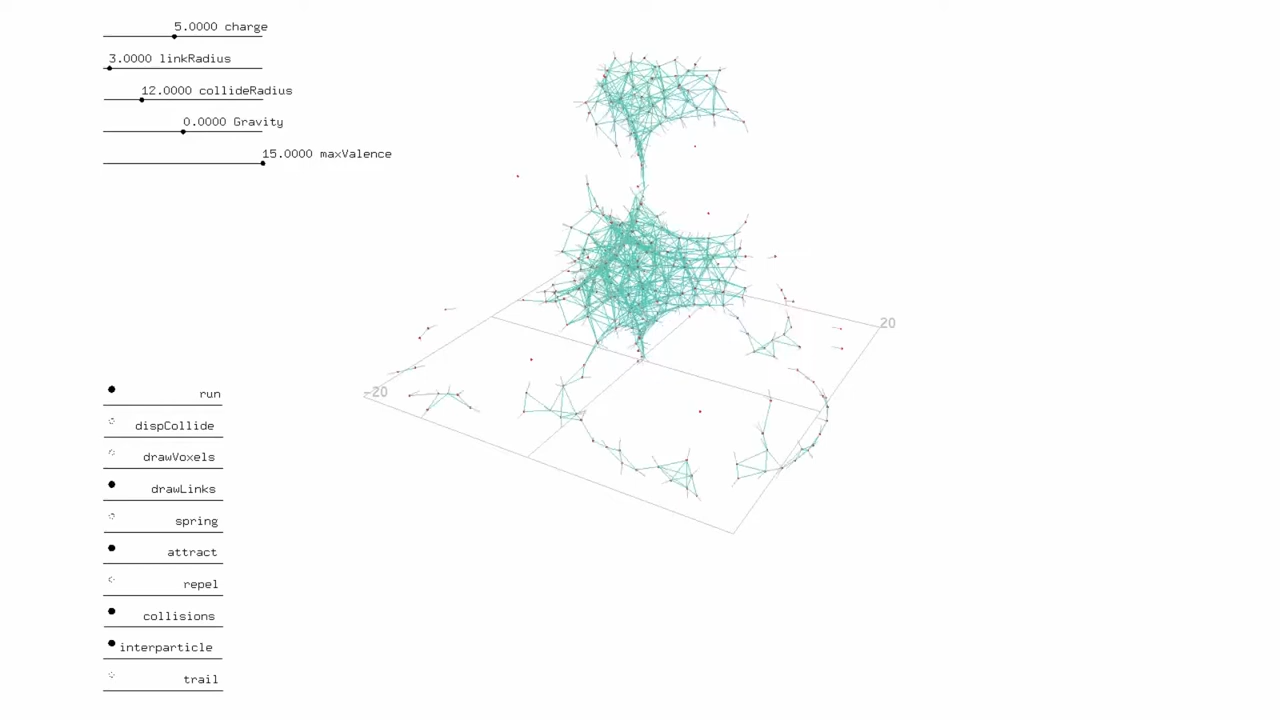 5.0000 charge
3.0000 linkRadius
12.0000 collideRadius
0.0000 Gravity
15.0000 maxValence
20
-20
run
dispCollide
drawVoxels
drawLinks
spring
attract
repel
collisions
interparticle
trail